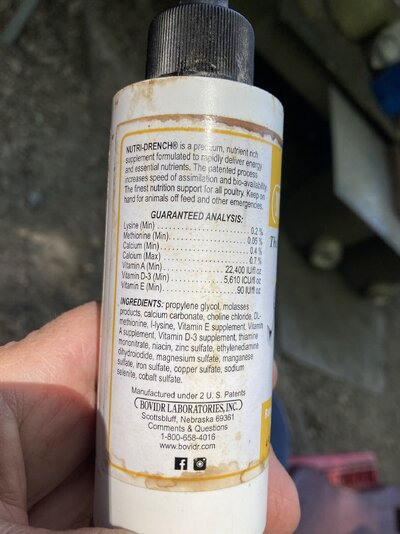 NUTRI-DRENCH® is a premium, nutrient rich
supplement formulated to rapidly deliver energy
and essential nutrients. The patented process
increases speed of assimilation and bio-availability.
The finest nutrition support for all poultry. Keep on
hand for animals off feed and other emergencies.
GUARANTEED ANALYSIS:
Lysine (Min) .............................. 0.2 %
Methionine (Min) .............................. 0.05 %
Calcium (Min) .............................. 0.4 %
Calcium (Max) .............................. 0.7 %
Vitamin A (Min) .................... 22,400 IU/fl oz
Vitamin D-3 (Min) .................... 5,610 ICU/fl oz
Vitamin E (Min) .................... 90 IU/fl oz
INGREDIENTS: propylene glycol, molasses
products, calcium carbonate, choline chloride, DL-
methionine, l-lysine, Vitamin E supplement, Vitamin
A supplement, Vitamin D-3 supplement, thiamine
mononitrate, niacin, zinc sulfate, ethylenediamine
dihydroiodide, magnesium sulfate, manganese
sulfate, iron sulfate, copper sulfate, sodium
selenite, cobalt sulfate.
Manufactured under 2 U. S. Patents
BOVIDR LABORATORIES, INC.
Scottsbluff, Nebraska 69361
Comments & Questions
1-800-658-4016
www.bovidr.com